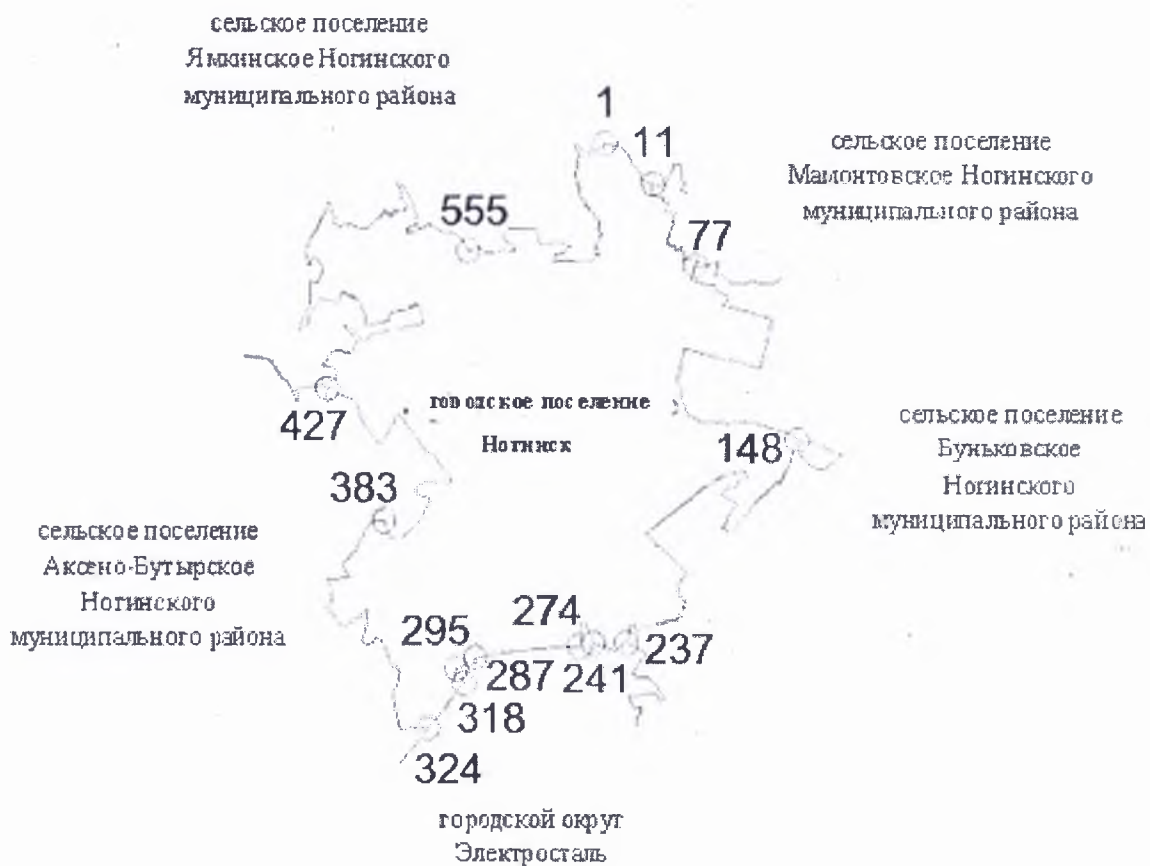 сельское поселение
Ямкинское Ногинского
муниципального района
1
11
сельское поселение
Мамонтовское Ногинского
муниципального района
555
77
городское поселение
Ногинск
427
148
сельское поселение
Буньковское
Ногинского
муниципального района
383
сельское поселение
Аксено-Бутырское
Ногинского
муниципального района
295
274
287
241
237
318
324
городской округ
Электросталь